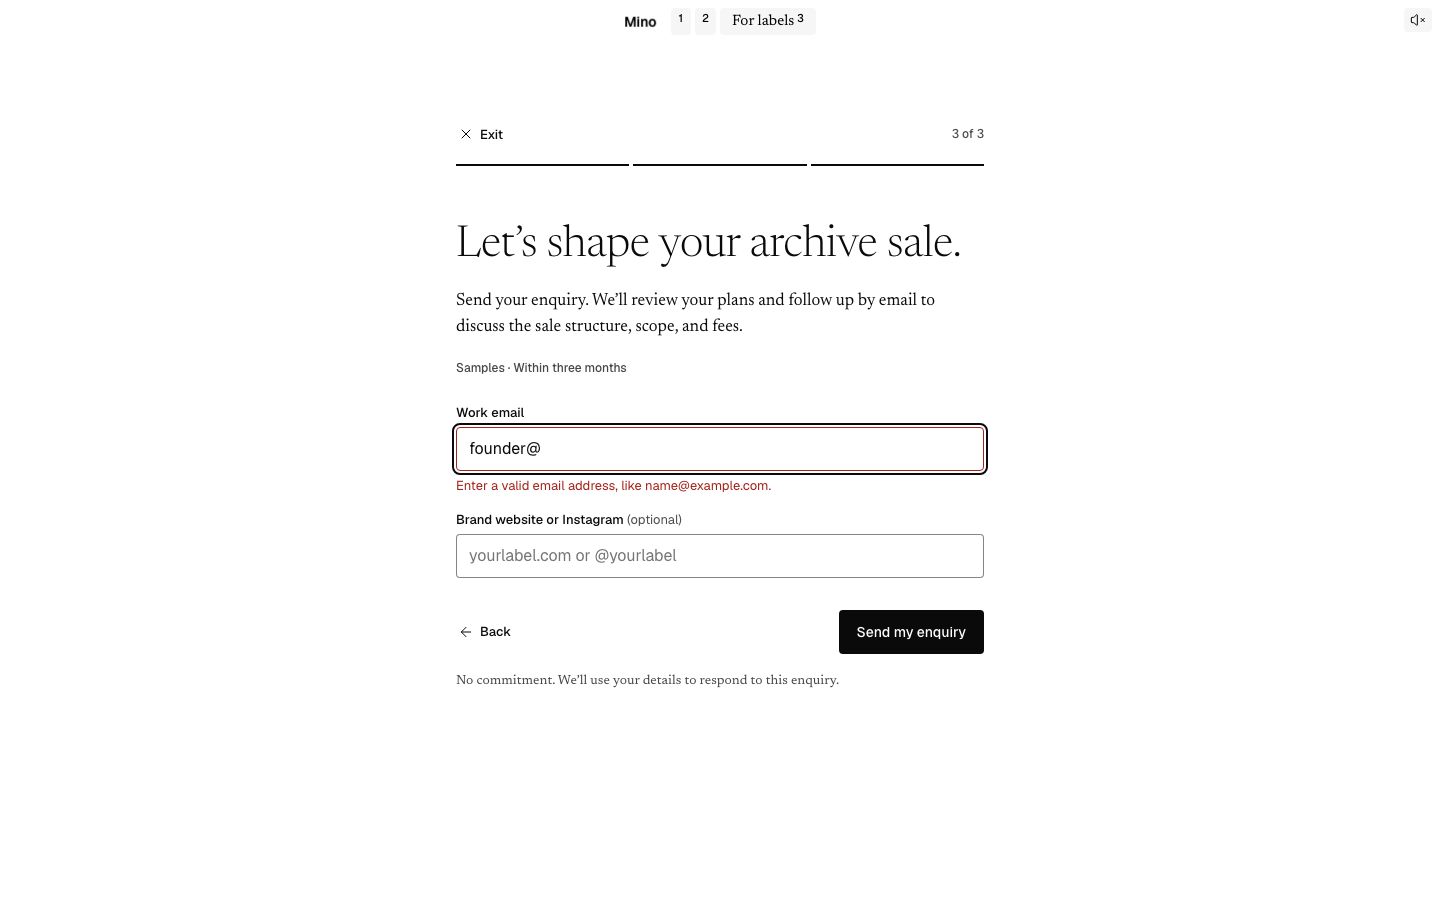 Mino
1
2
For labels 3
Exit
3 of 3
Let’s shape your archive sale.
Send your enquiry. We’ll review your plans and follow up by email to
discuss the sale structure, scope, and fees.
Samples · Within three months
Work email
founder@
Enter a valid email address, like name@example.com.
Brand website or Instagram (optional)
yourlabel.com or @yourlabel
Back
Send my enquiry
No commitment. We’ll use your details to respond to this enquiry.